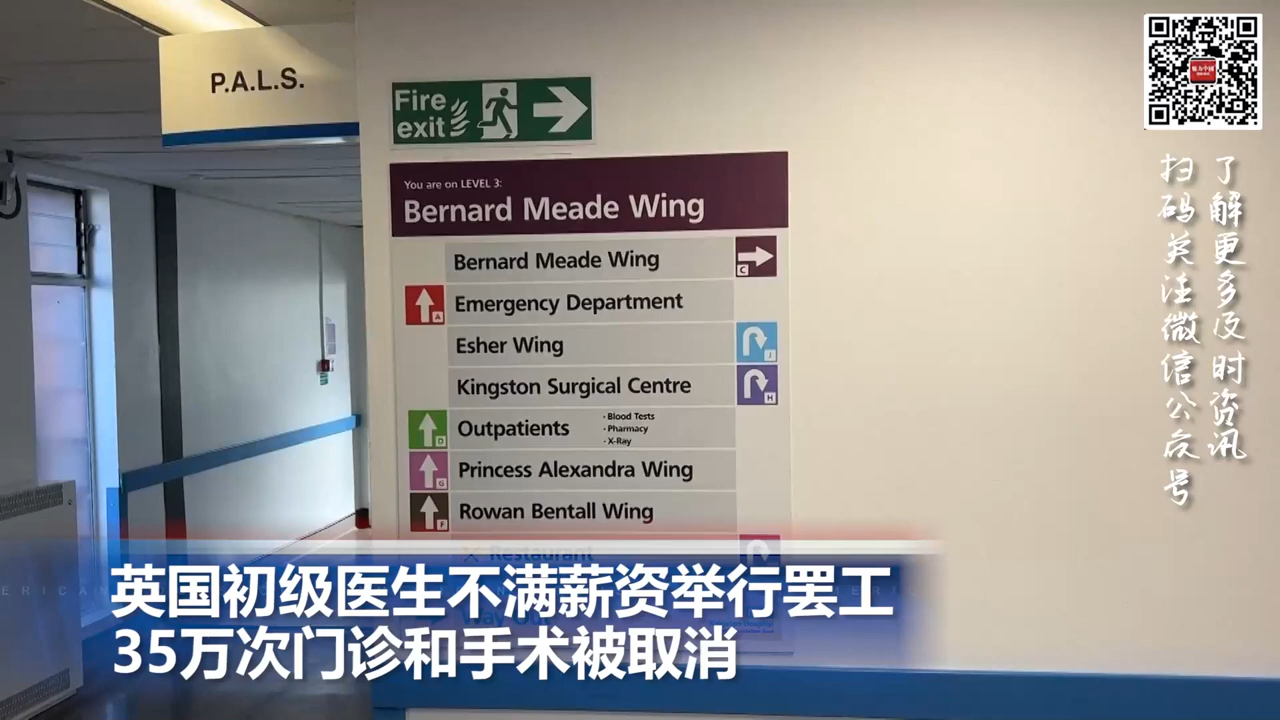 P.A.L.S.
Fire
exit
You are on LEVEL 3:
Bernard Meade Wing
Bernard Meade Wing
C
Emergency Department
A
Esher Wing
J
Kingston Surgical Centre
H
Outpatients
· Blood Tests
· Pharmacy
· X-Ray
D
Princess Alexandra Wing
G
Rowan Bentall Wing
F
Restaurant
Way Out
英国初级医生不满薪资举行罢工
35万次门诊和手术被取消
了解更多及时资讯
扫码关注微信公众号